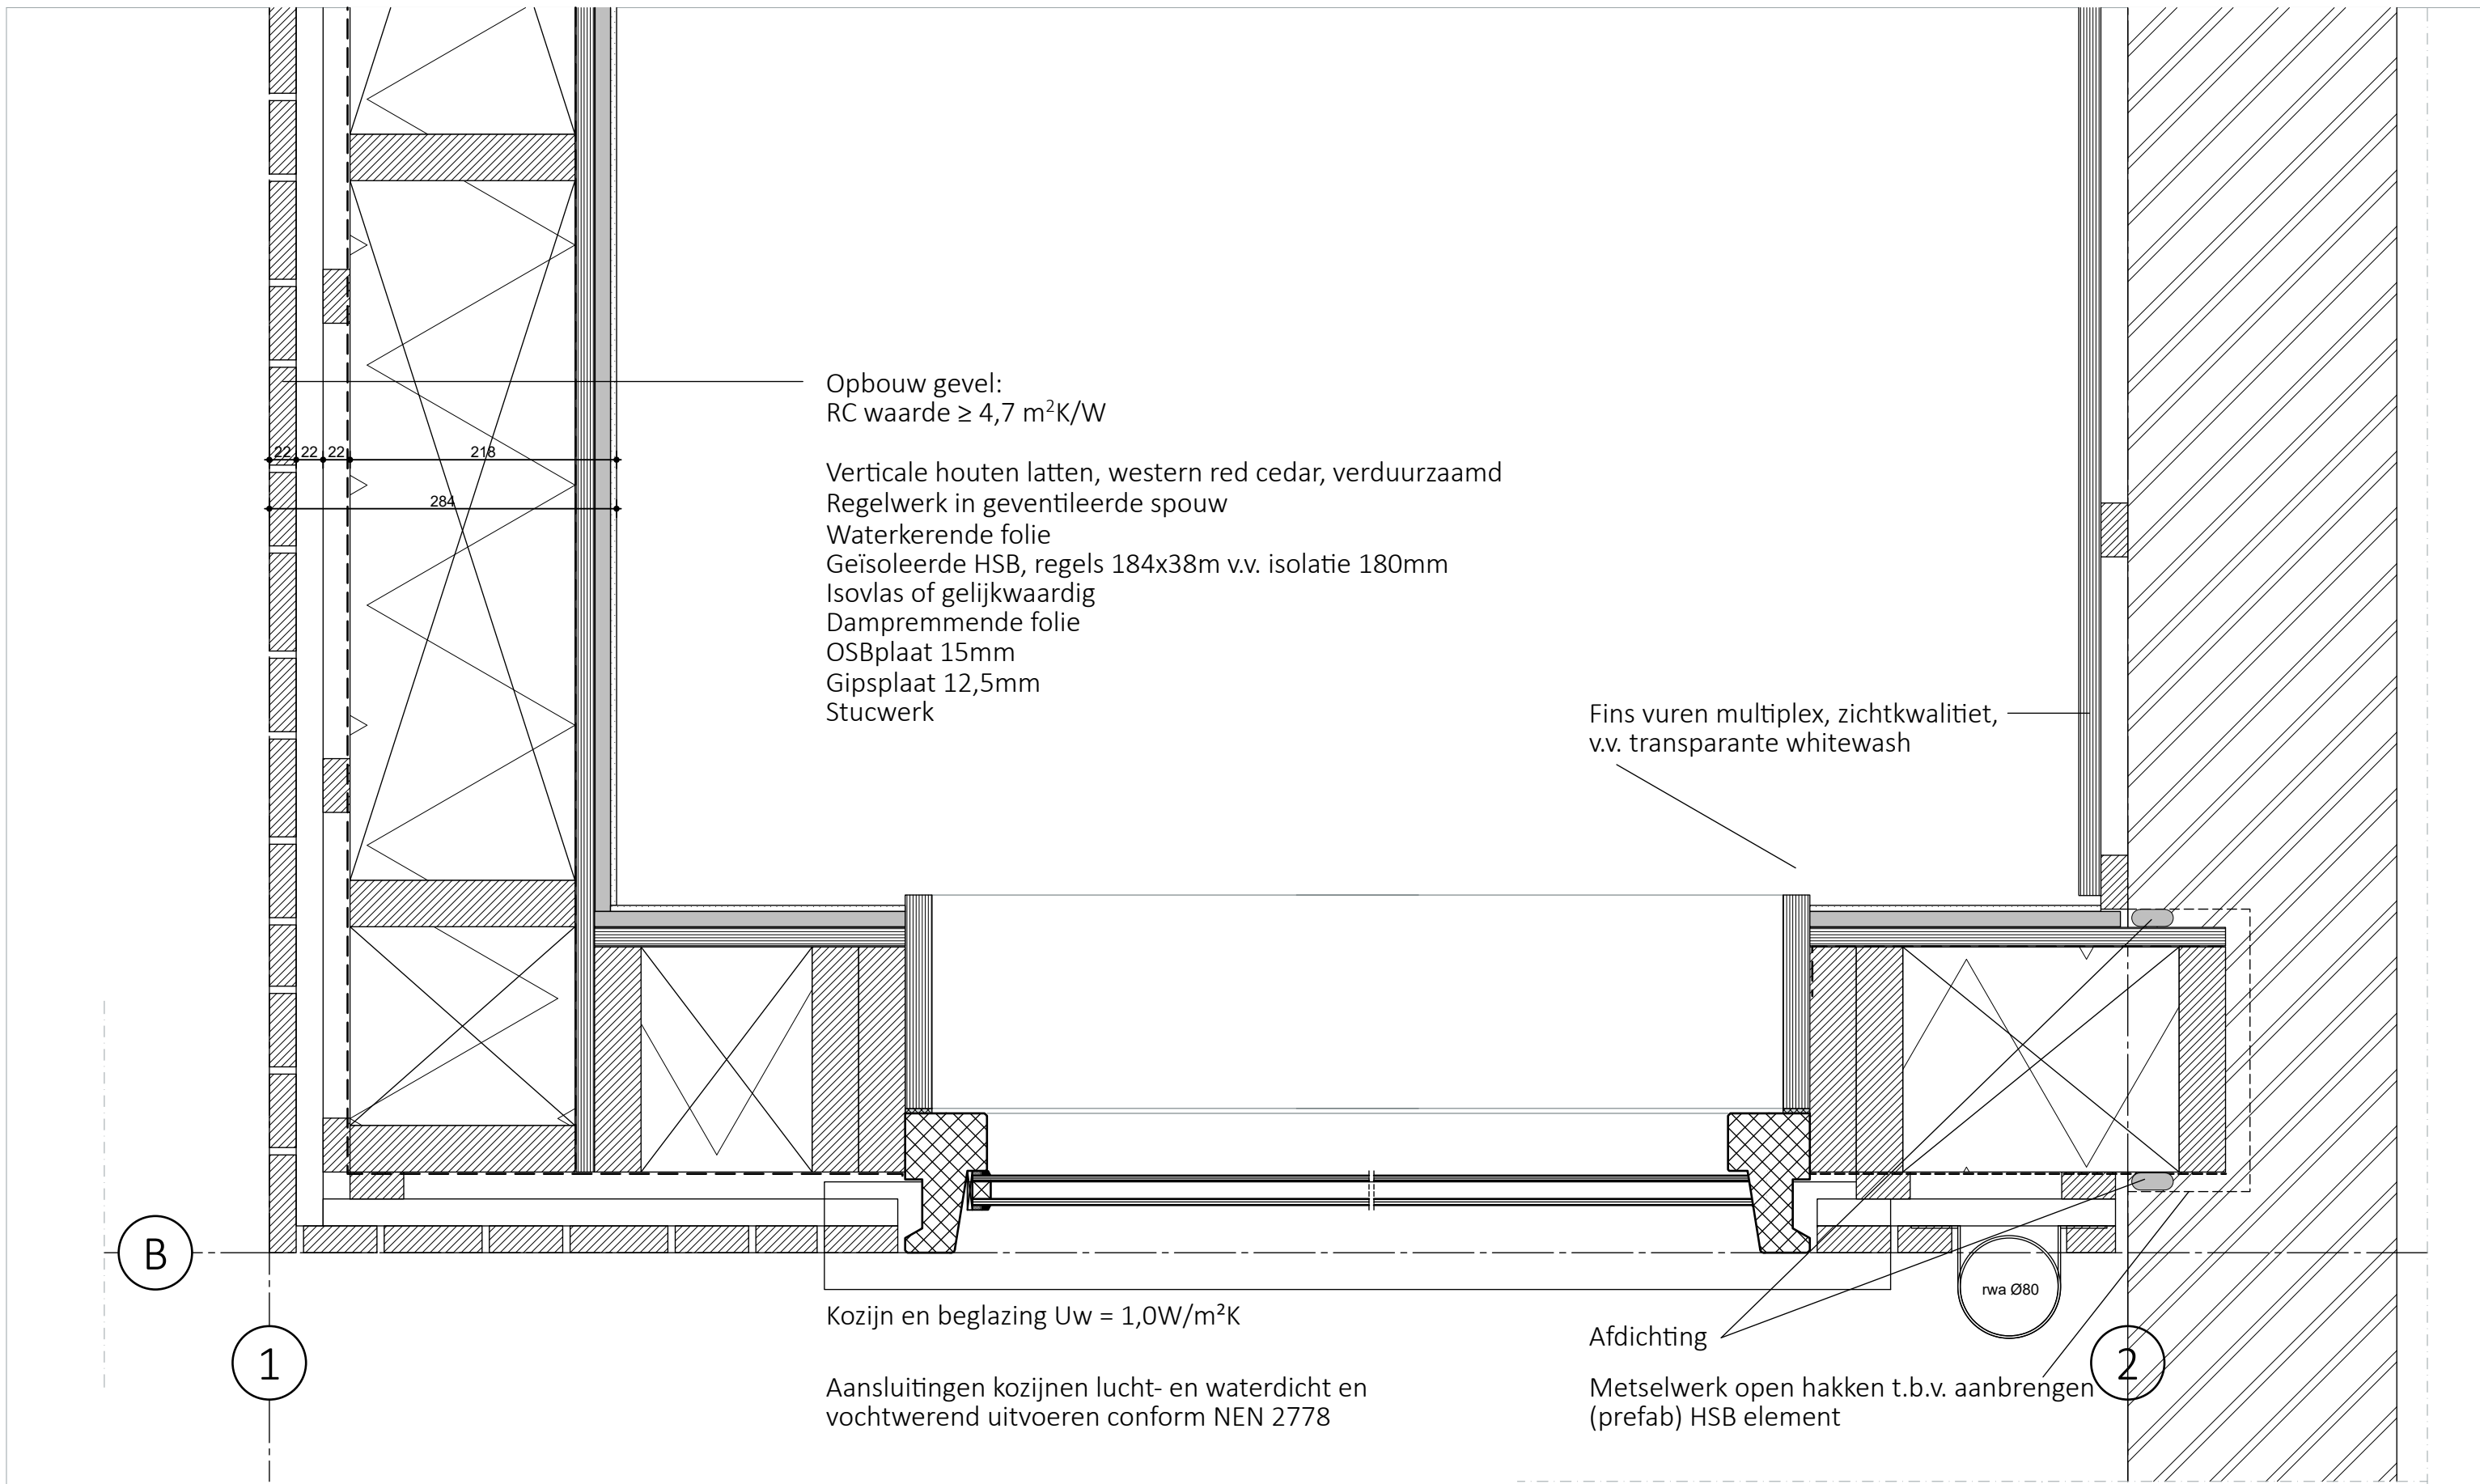 Opbouw gevel:
RC waarde ≥ 4,7 m²K/W
22 22 22 218
284
Verticale houten latten, western red cedar, verduurzaamd
Regelwerk in geventileerde spouw
Waterkerende folie
Geïsoleerde HSB, regels 184x38m v.v. isolatie 180mm
Isovlas of gelijkwaardig
Dampremmende folie
OSBplaat 15mm
Gipsplaat 12,5mm
Stucwerk
Fins vuren multiplex, zichtkwalitiet,
v.v. transparante whitewash
B
rwa Ø80
Kozijn en beglazing Uw = 1,0W/m²K
Afdichting
1
2
Aansluitingen kozijnen lucht- en waterdicht en
vochtwerend uitvoeren conform NEN 2778
Metselwerk open hakken t.b.v. aanbrengen
(prefab) HSB element